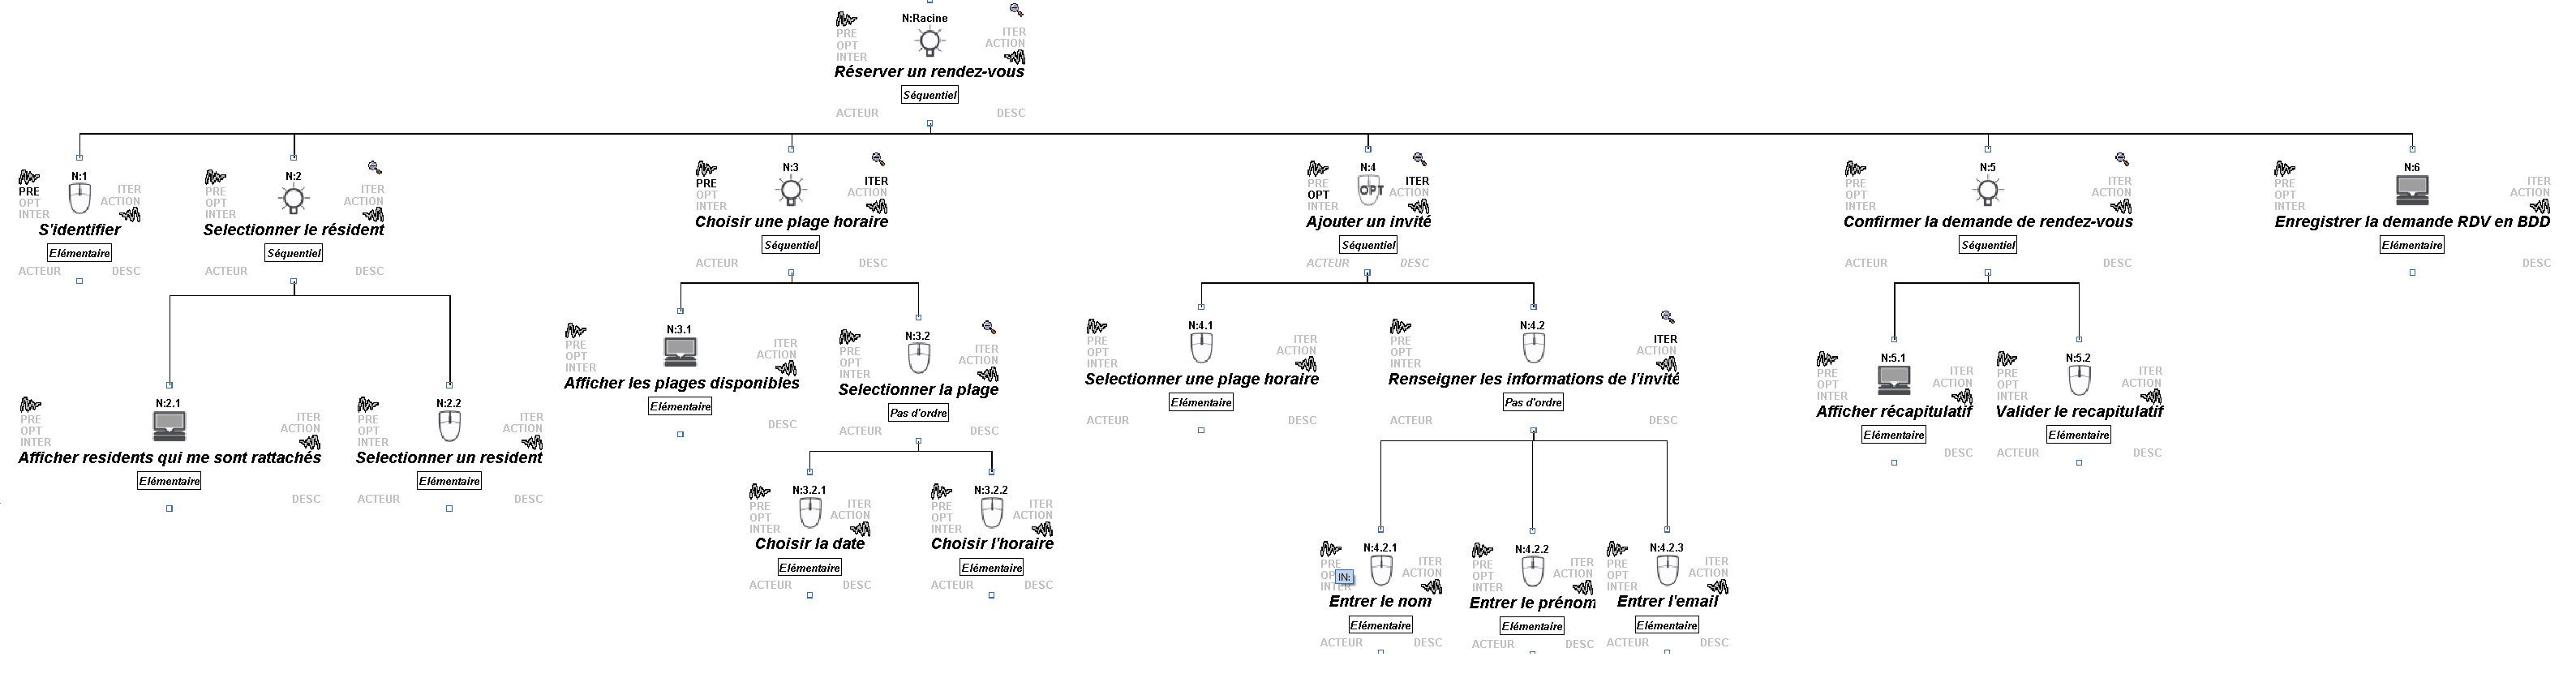 N:Racine
PRE
OPT
INTER
ITER
ACTION
Réserver un rendez-vous
Séquentiel
ACTEUR DESC
N:1
PRE
OPT
INTER
ITER
ACTION
S'identifier
Elémentaire
ACTEUR DESC
N:2
PRE
OPT
INTER
ITER
ACTION
Selectionner le résident
Séquentiel
ACTEUR DESC
N:3
PRE
OPT
INTER
ITER
ACTION
Choisir une plage horaire
Séquentiel
ACTEUR DESC
N:4
PRE
OPT
INTER
OPT
ITER
ACTION
Ajouter un invité
Séquentiel
ACTEUR DESC
N:5
PRE
OPT
INTER
ITER
ACTION
Confirmer la demande de rendez-vous
Séquentiel
ACTEUR DESC
N:6
PRE
OPT
INTER
ITER
ACTION
Enregistrer la demande RDV en BDD
Elémentaire
DESC
N:2.1
PRE
OPT
INTER
ITER
ACTION
Afficher residents qui me sont rattachés
Elémentaire
DESC
N:2.2
PRE
OPT
INTER
ITER
ACTION
Selectionner un resident
Elémentaire
ACTEUR DESC
N:3.1
PRE
OPT
INTER
ITER
ACTION
Afficher les plages disponibles
Elémentaire
DESC
N:3.2
PRE
OPT
INTER
ITER
ACTION
Selectionner la plage
Pas d'ordre
ACTEUR DESC
N:3.2.1
PRE
OPT
INTER
ITER
ACTION
Choisir la date
Elémentaire
ACTEUR DESC
N:3.2.2
PRE
OPT
INTER
ITER
ACTION
Choisir l'horaire
Elémentaire
ACTEUR DESC
N:4.1
PRE
OPT
INTER
ITER
ACTION
Selectionner une plage horaire
Elémentaire
ACTEUR DESC
N:4.2
PRE
OPT
INTER
ITER
ACTION
Renseigner les informations de l'invité
Pas d'ordre
ACTEUR DESC
N:4.2.1
PRE
OP
INTER
IN:
ITER
ACTION
Entrer le nom
Elémentaire
ACTEUR DESC
N:4.2.2
PRE
OPT
INTER
ITER
ACTION
Entrer le prénom
Elémentaire
ACTEUR DESC
N:4.2.3
PRE
OPT
INTER
ITER
ACTION
Entrer l'email
Elémentaire
ACTEUR DESC
N:5.1
PRE
OPT
INTER
ITER
ACTION
Afficher récapitulatif
Elémentaire
DESC
N:5.2
PRE
OPT
INTER
ITER
ACTION
Valider le recapitulatif
Elémentaire
ACTEUR DESC